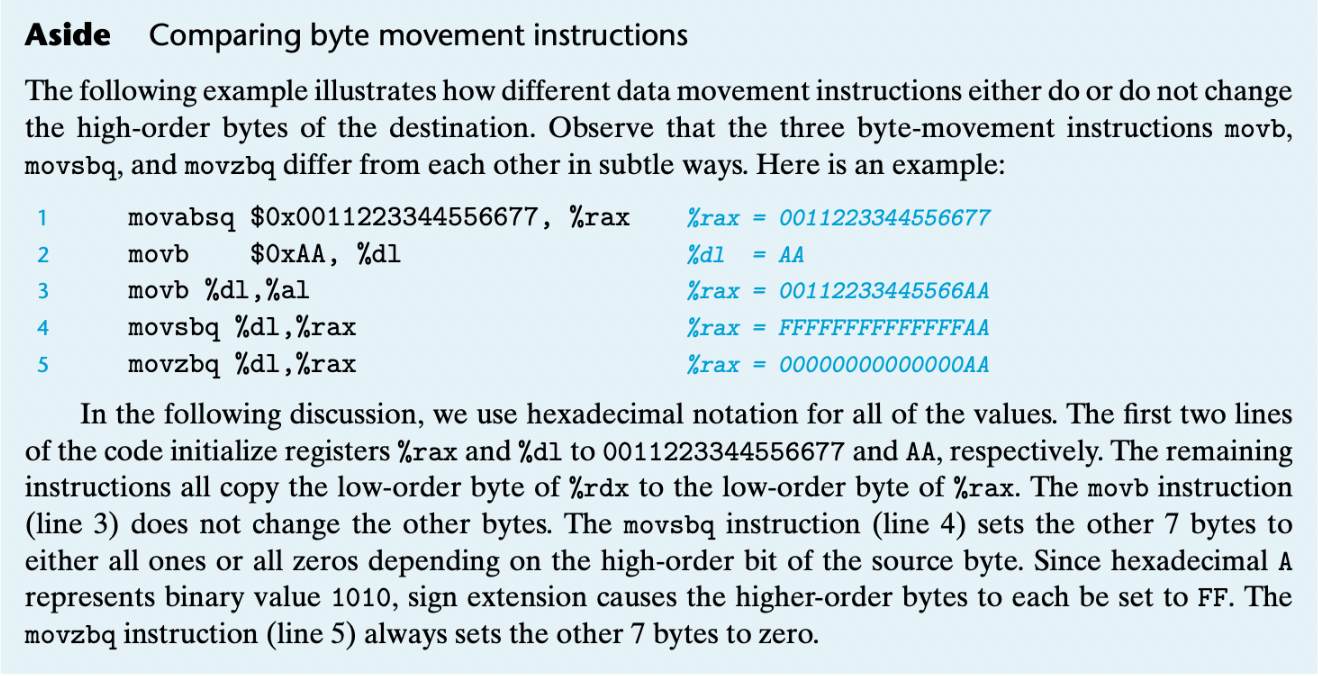 Aside Comparing byte movement instructions
The following example illustrates how different data movement instructions either do or do not change
the high-order bytes of the destination. Observe that the three byte-movement instructions movb,
movsbq, and movzbq differ from each other in subtle ways. Here is an example:
1 movabsq $0x0011223344556677, %rax %rax = 0011223344556677
2 movb $0xAA, %dl %dl = AA
3 movb %dl,%al %rax = 00112233445566AA
4 movsbq %dl,%rax %rax = FFFFFFFFFFFFFFAA
5 movzbq %dl,%rax %rax = 00000000000000AA
In the following discussion, we use hexadecimal notation for all of the values. The first two lines
of the code initialize registers %rax and %dl to 0011223344556677 and AA, respectively. The remaining
instructions all copy the low-order byte of %rdx to the low-order byte of %rax. The movb instruction
(line 3) does not change the other bytes. The movsbq instruction (line 4) sets the other 7 bytes to
either all ones or all zeros depending on the high-order bit of the source byte. Since hexadecimal A
represents binary value 1010, sign extension causes the higher-order bytes to each be set to FF. The
movzbq instruction (line 5) always sets the other 7 bytes to zero.